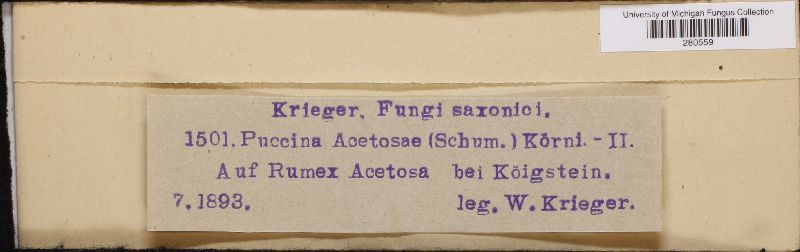 University of Michigan Fungus Collection
280559
Krieger, Fungi saxonici.
1501. Puccina Acetosae (Schum.) Körni. - II.
Auf Rumex Acetosa bei Köigstein.
7. 1893. leg. W. Krieger.